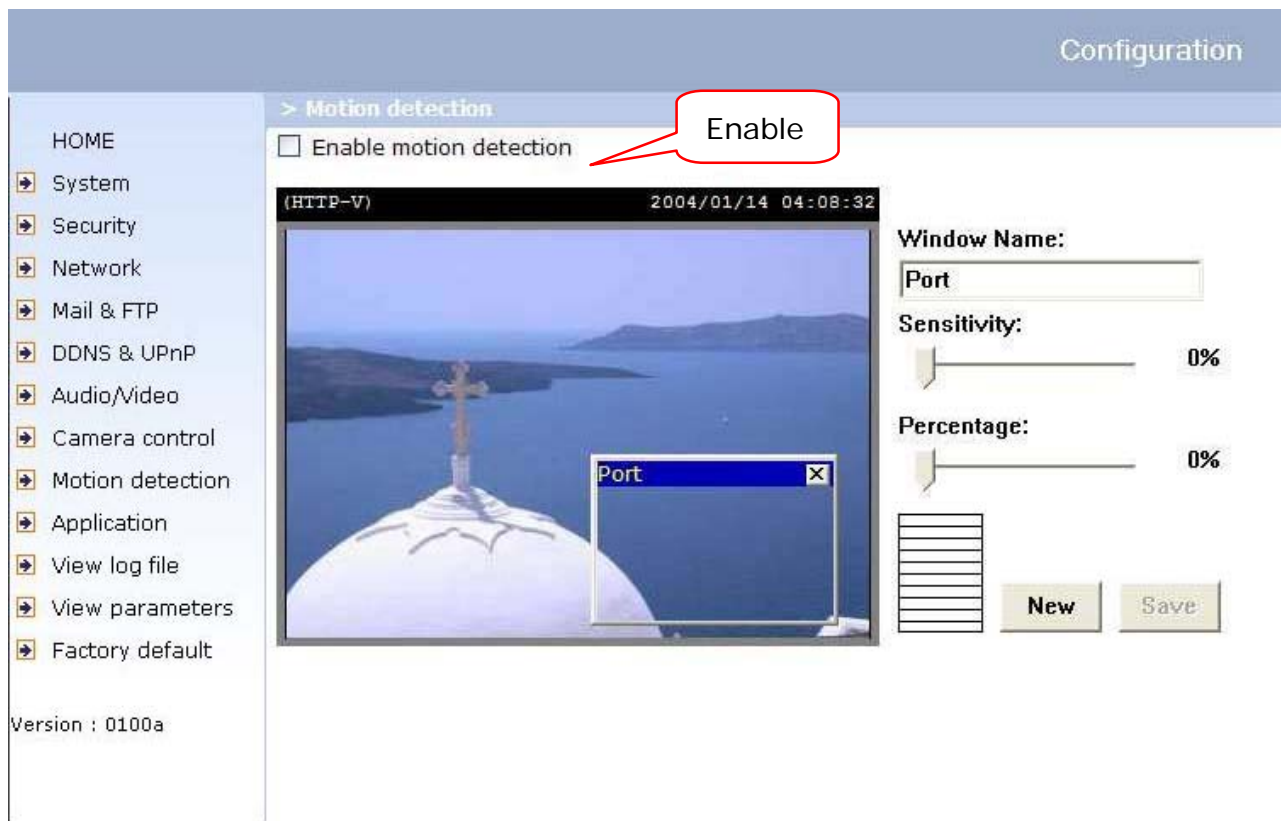 Configuration
> Motion detection
Enable
Enable motion detection
HOME
System
Security
Network
Mail & FTP
DDNS & UPnP
Audio/Video
Camera control
Motion detection
Application
View log file
View parameters
Factory default
Version : 0100a
(HTTP-V) 2004/01/14 04:08:32
Port
Window Name:
Port
Sensitivity:
0%
Percentage:
0%
New
Save